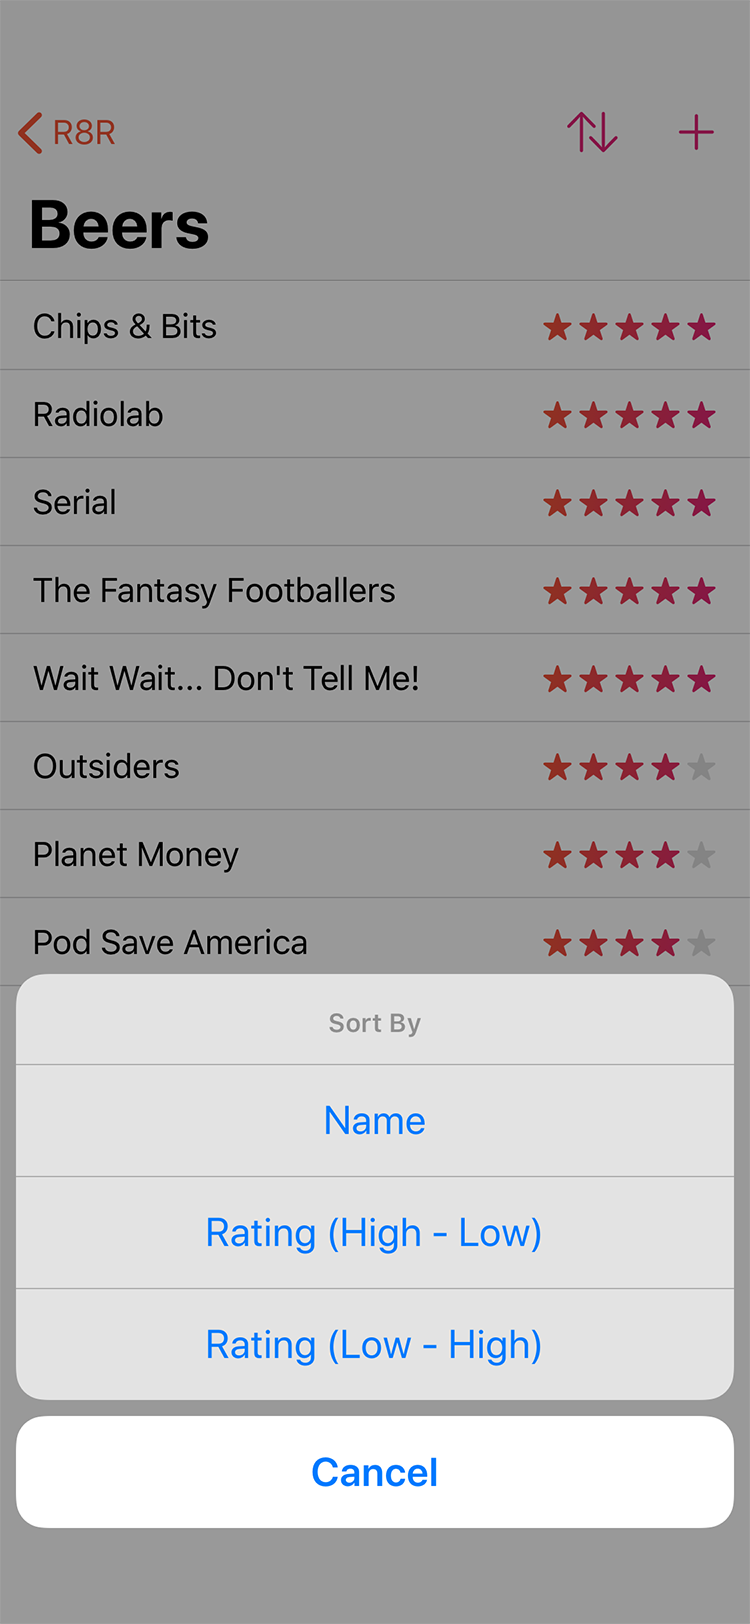 R8R
Beers
Chips & Bits
Radiolab
Serial
The Fantasy Footballers
Wait Wait... Don't Tell Me!
Outsiders
Planet Money
Pod Save America
Sort By
Name
Rating (High - Low)
Rating (Low - High)
Cancel